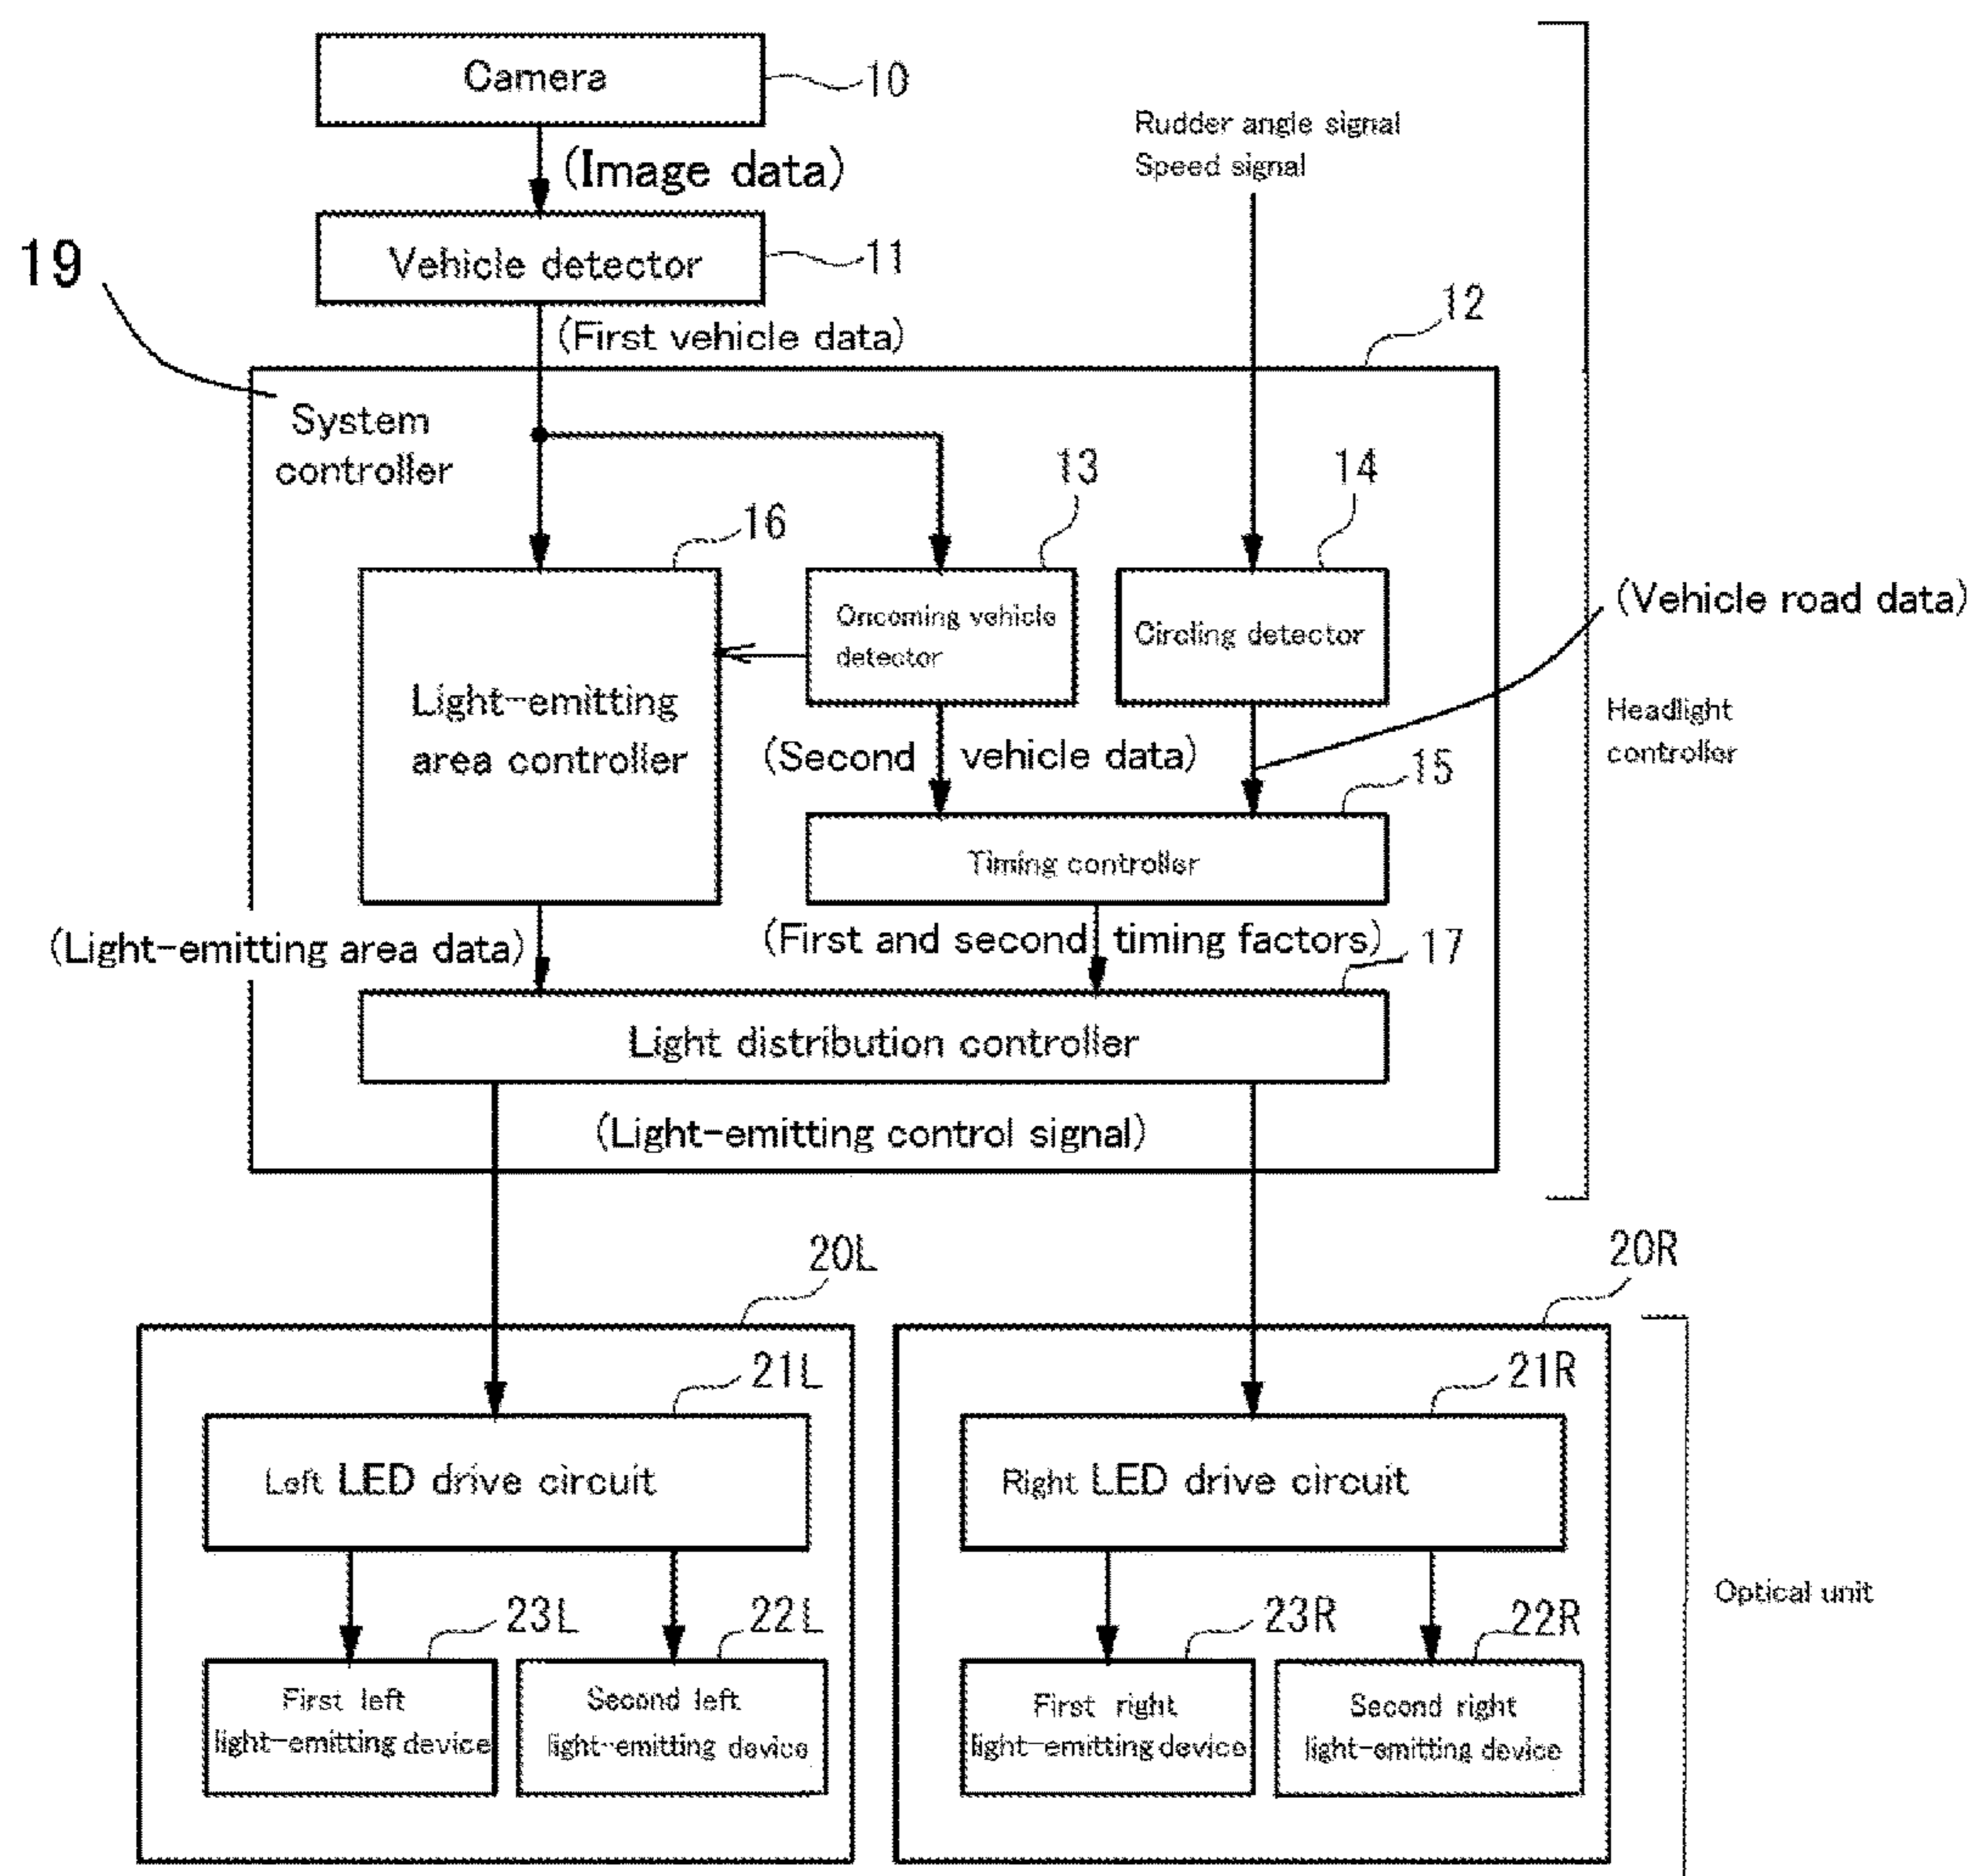 Camera
10
Rudder angle signal
Speed signal
(Image data)
Vehicle detector
11
19
(First vehicle data)
12
System
controller
13
14
16
Oncoming vehicle
detector
Circling detector
(Vehicle road data)
Light-emitting
area controller
Headlight
controller
(Second vehicle data)
15
Timing controller
(Light-emitting area data)
(First and second timing factors)
17
Light distribution controller
(Light-emitting control signal)
20L
20R
21L
21R
Left LED drive circuit
Right LED drive circuit
Optical unit
23L
22L
23R
22R
First left
light-emitting device
Second left
light-emitting device
First right
light-emitting device
Second right
light-emitting device